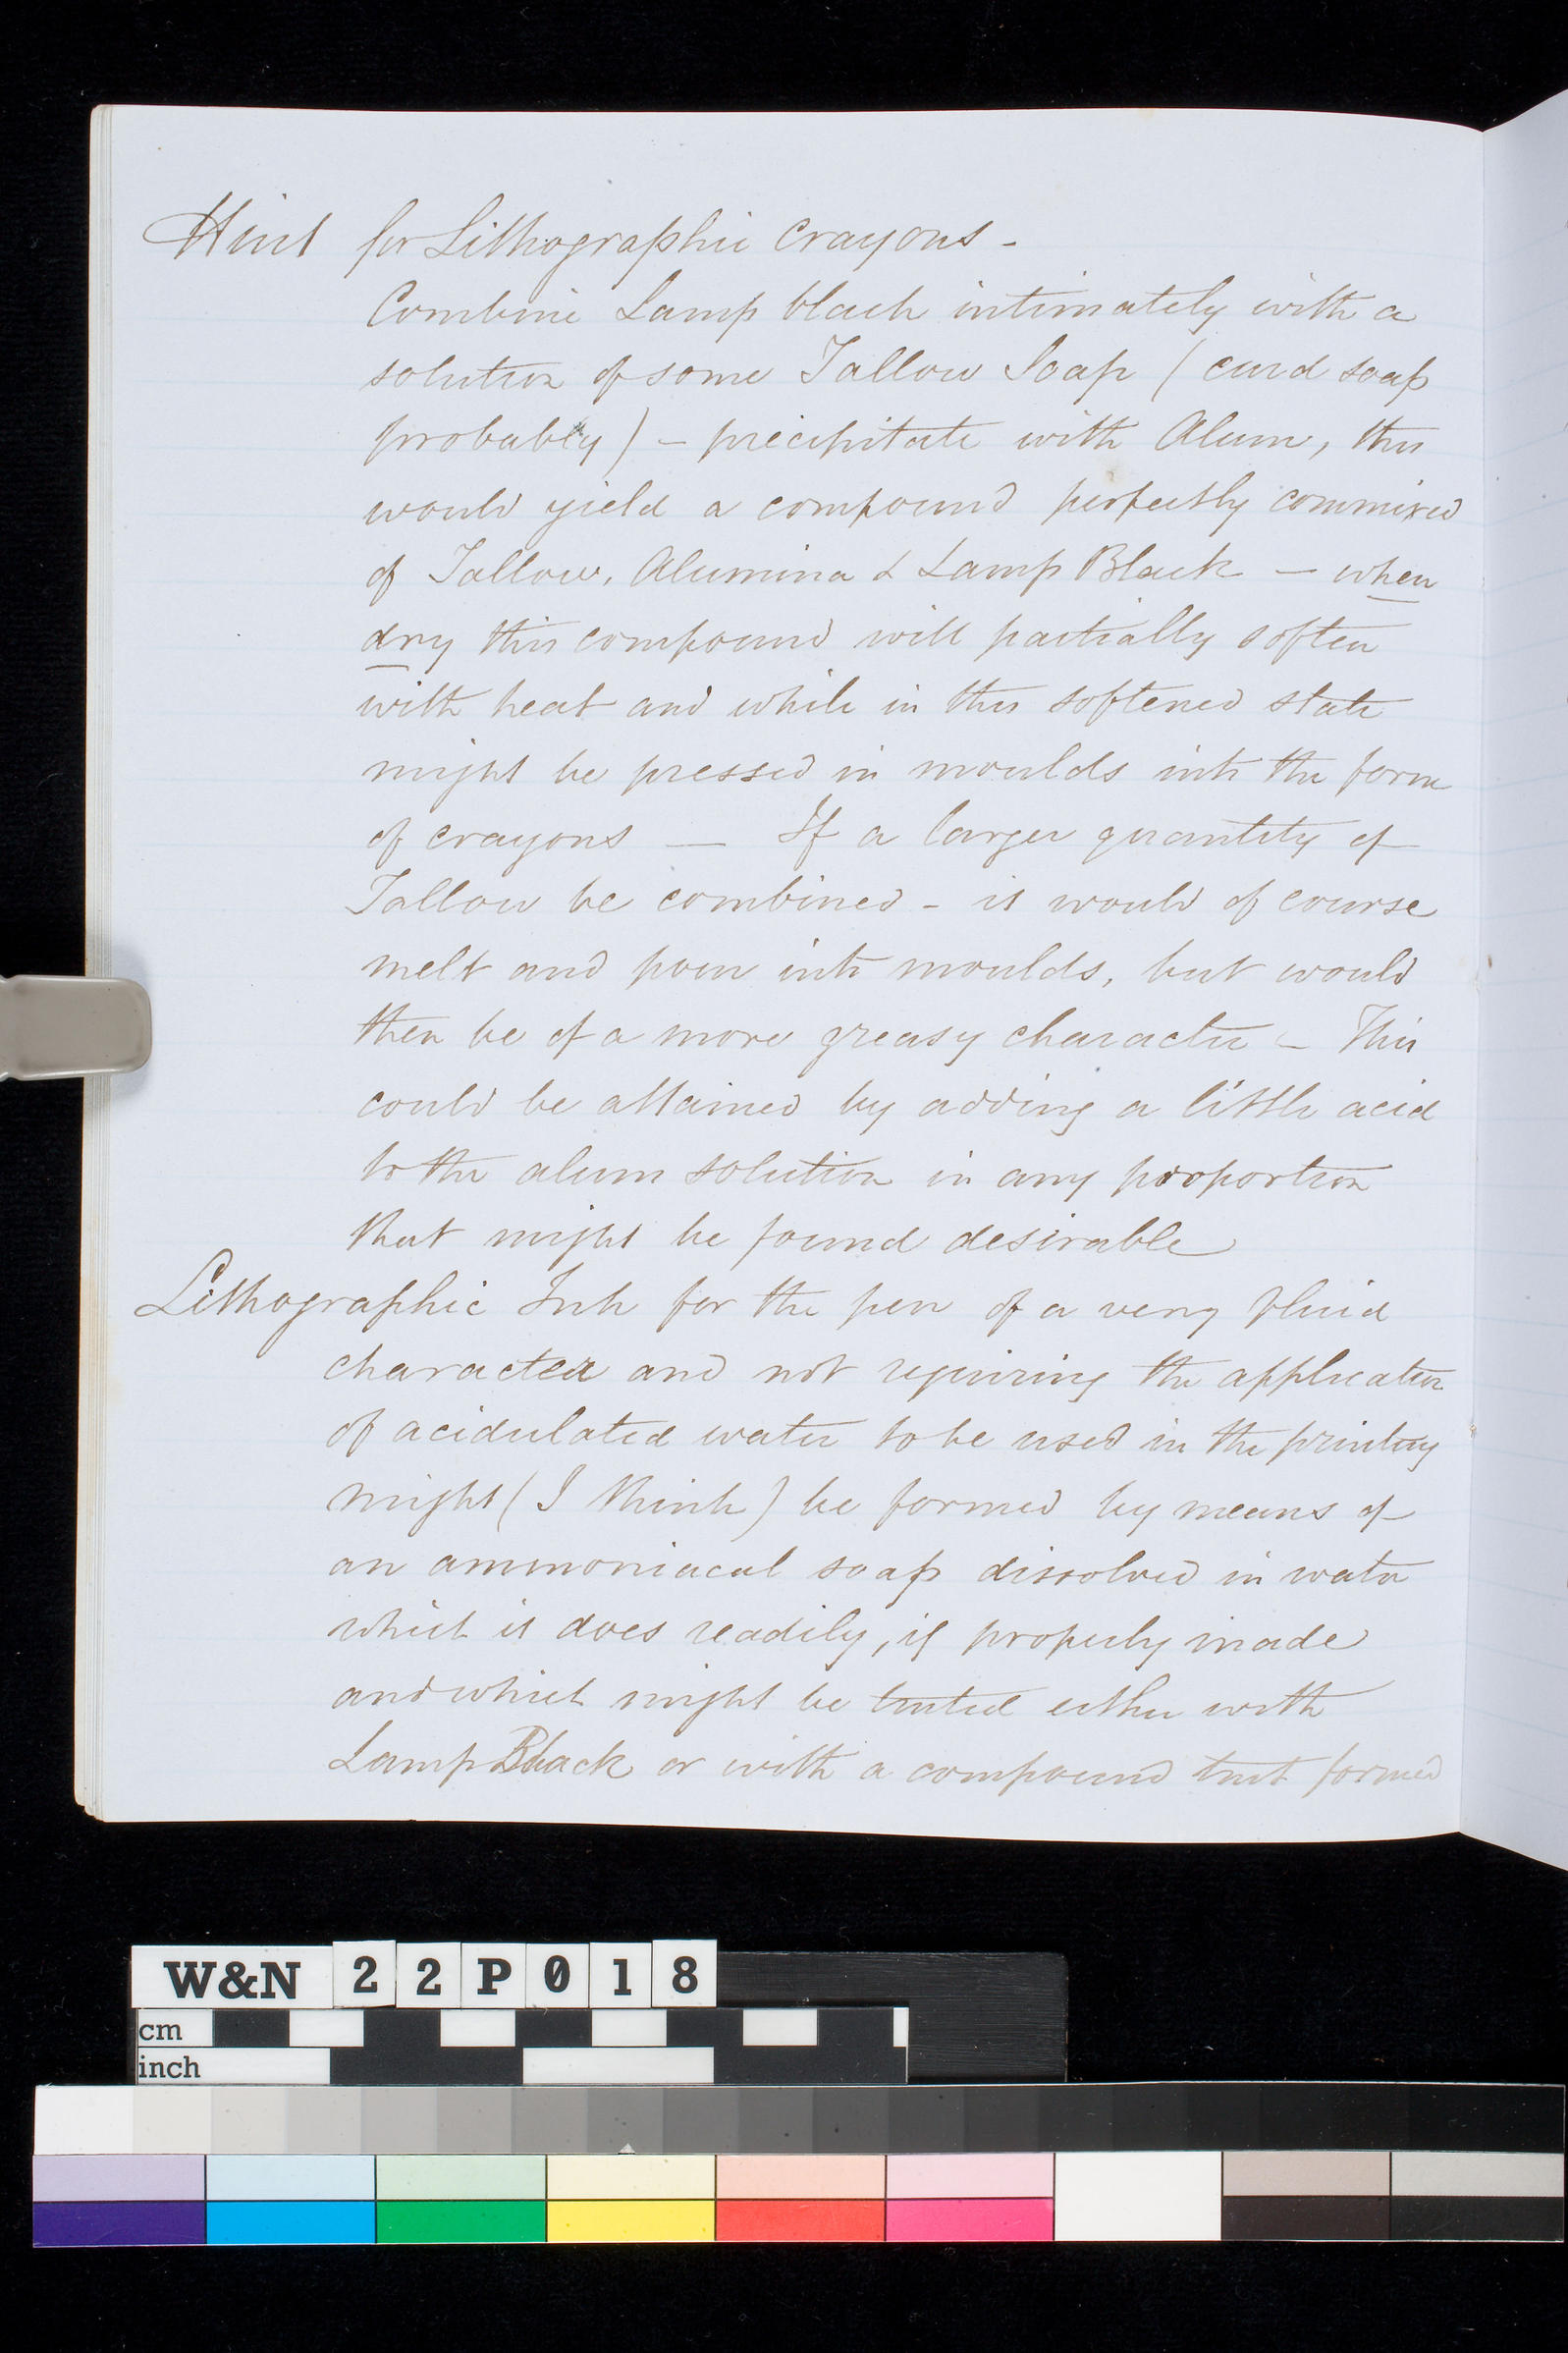 Hint for Lithographic Crayons -
Combine Lamp black intimately with a
solution of some Tallow Soap (curd soap
probably) - precipitate with Alum, this
would yield a compound perfectly commixed
of Tallow, Alumina & Lamp Black — when
dry this compound will partially soften
with heat and while in this softened state
might be pressed in moulds into the form
of crayons — If a larger quantity of
Tallow be combined - it would of course
melt and pour into moulds, but would
then be of a more greasy character - This
could be attained by adding a little acid
to the alum solution in any proportion
that might be found desirable
Lithographic Ink for the pen of a very fluid
character and not requiring the application
of acidulated water to be used in the printing
might (I think) be formed by means of
an ammoniacal soap dissolved in water
which it does readily, if properly made
and which might be tinted either with
Lamp Black or with a compound tint formed
W&N 22P018
cm
inch